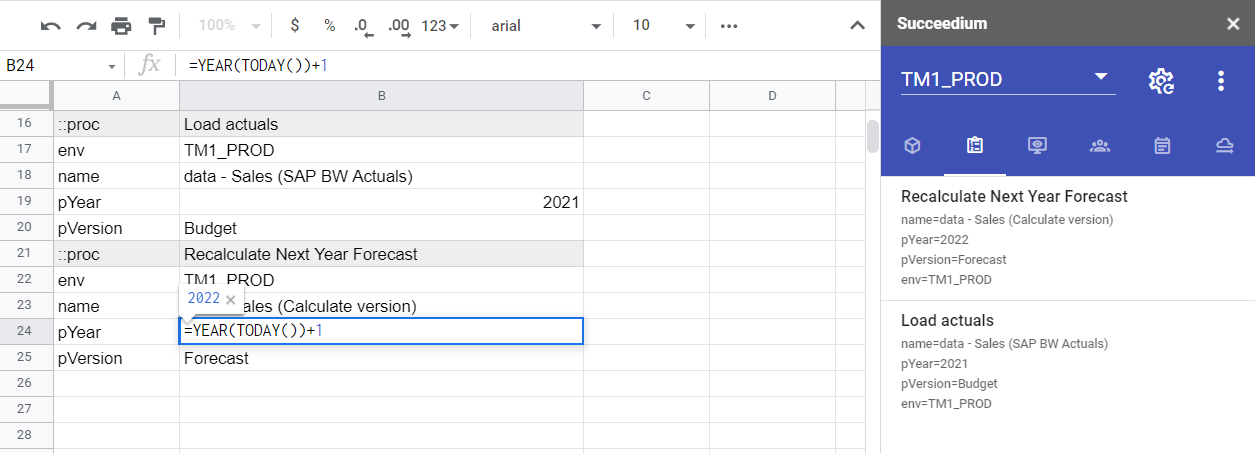 100% $ % .0 .00 123 arial 10
B24 fx =YEAR(TODAY())+1
A B C D
16 ::proc Load actuals
17 env TM1_PROD
18 name data - Sales (SAP BW Actuals)
19 pYear 2021
20 pVersion Budget
21 ::proc Recalculate Next Year Forecast
22 env TM1_PROD
2022 ×
23 name ales (Calculate version)
24 pYear =YEAR(TODAY())+1
25 pVersion Forecast
26
27
28
Succeedium ×
TM1_PROD
Recalculate Next Year Forecast
name=data - Sales (Calculate version)
pYear=2022
pVersion=Forecast
env=TM1_PROD
Load actuals
name=data - Sales (SAP BW Actuals)
pYear=2021
pVersion=Budget
env=TM1_PROD